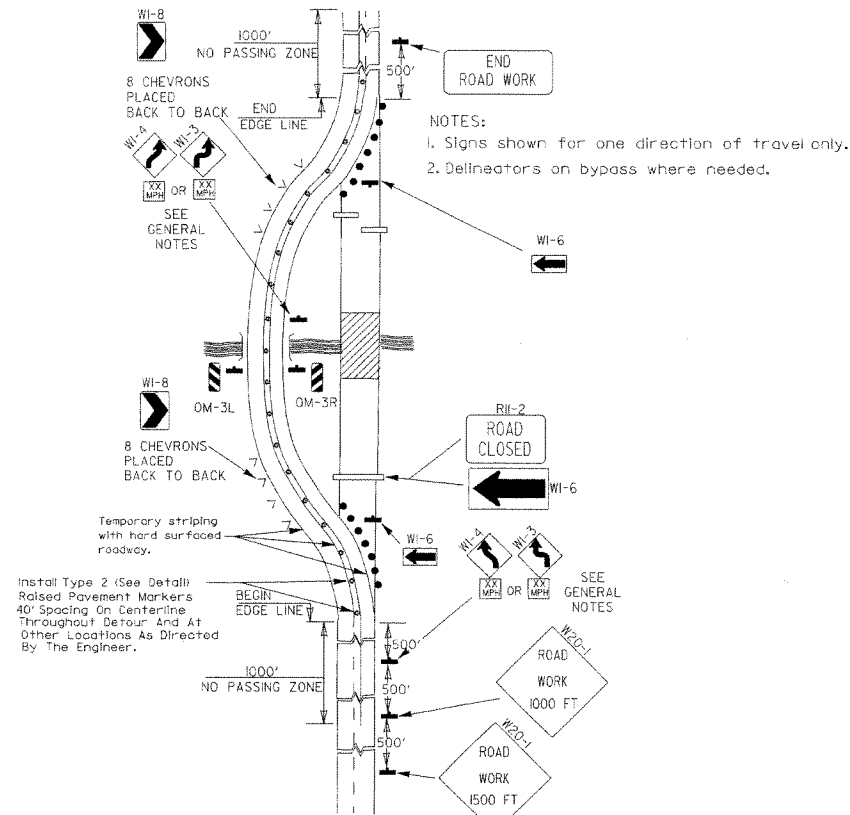 WI-8
1000'
NO PASSING ZONE
500'
END
ROAD WORK
8 CHEVRONS
PLACED
BACK TO BACK
END
EDGE LINE
NOTES:
1. Signs shown for one direction of travel only.
2. Delineators on bypass where needed.
WI-4
WI-3
XX
MPH
OR
XX
MPH
SEE
GENERAL
NOTES
WI-6
WI-8
OM-3L
OM-3R
8 CHEVRONS
PLACED
BACK TO BACK
R11-2
ROAD
CLOSED
WI-6
Temporary striping
with hard surfaced
roadway.
WI-6
WI-4
WI-3
XX
MPH
OR
XX
MPH
SEE
GENERAL
NOTES
Install Type 2 (See Detail)
Raised Pavement Markers
40' Spacing On Centerline
Throughout Detour And At
Other Locations As Directed
By The Engineer.
BEGIN
EDGE LINE
500'
1000'
NO PASSING ZONE
500'
W20-1
ROAD
WORK
1000 FT
500'
W20-1
ROAD
WORK
1500 FT